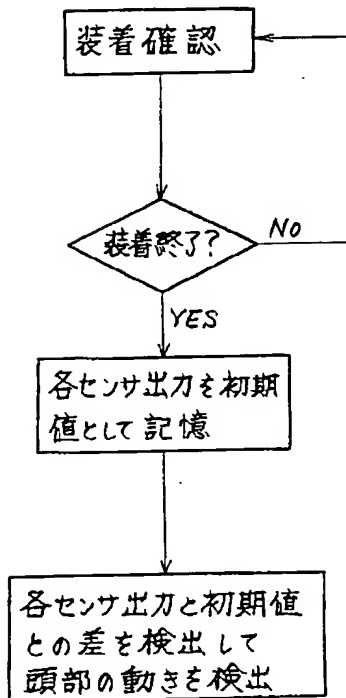 装着確認
装着終了?
NO
YES
各センサ出力を初期
値として記憶
各センサ出力と初期値
との差を検出して
頭部の動きを検出